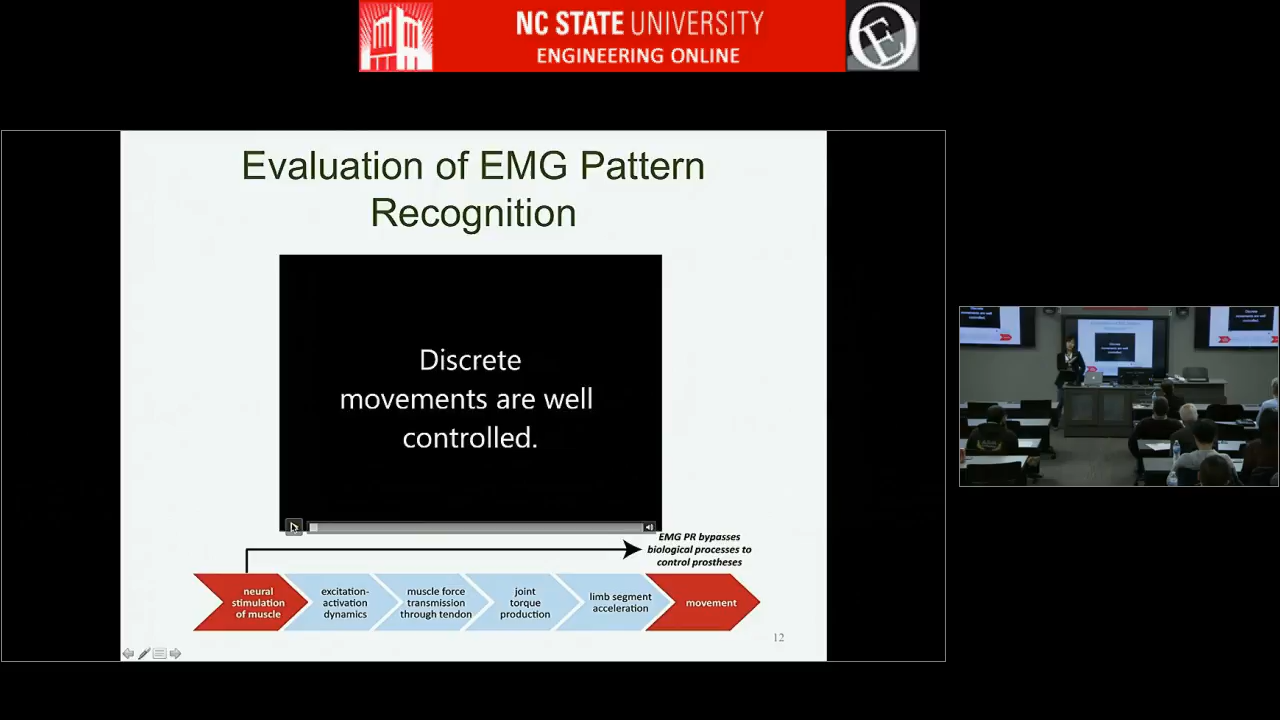 NC STATE UNIVERSITY
ENGINEERING ONLINE
Evaluation of EMG Pattern
Recognition
Discrete
movements are well
controlled.
EMG PR bypasses
biological processes to
control prostheses
neural
stimulation
of muscle
excitation-
activation
dynamics
muscle force
transmission
through tendon
joint
torque
production
limb segment
acceleration
movement
12